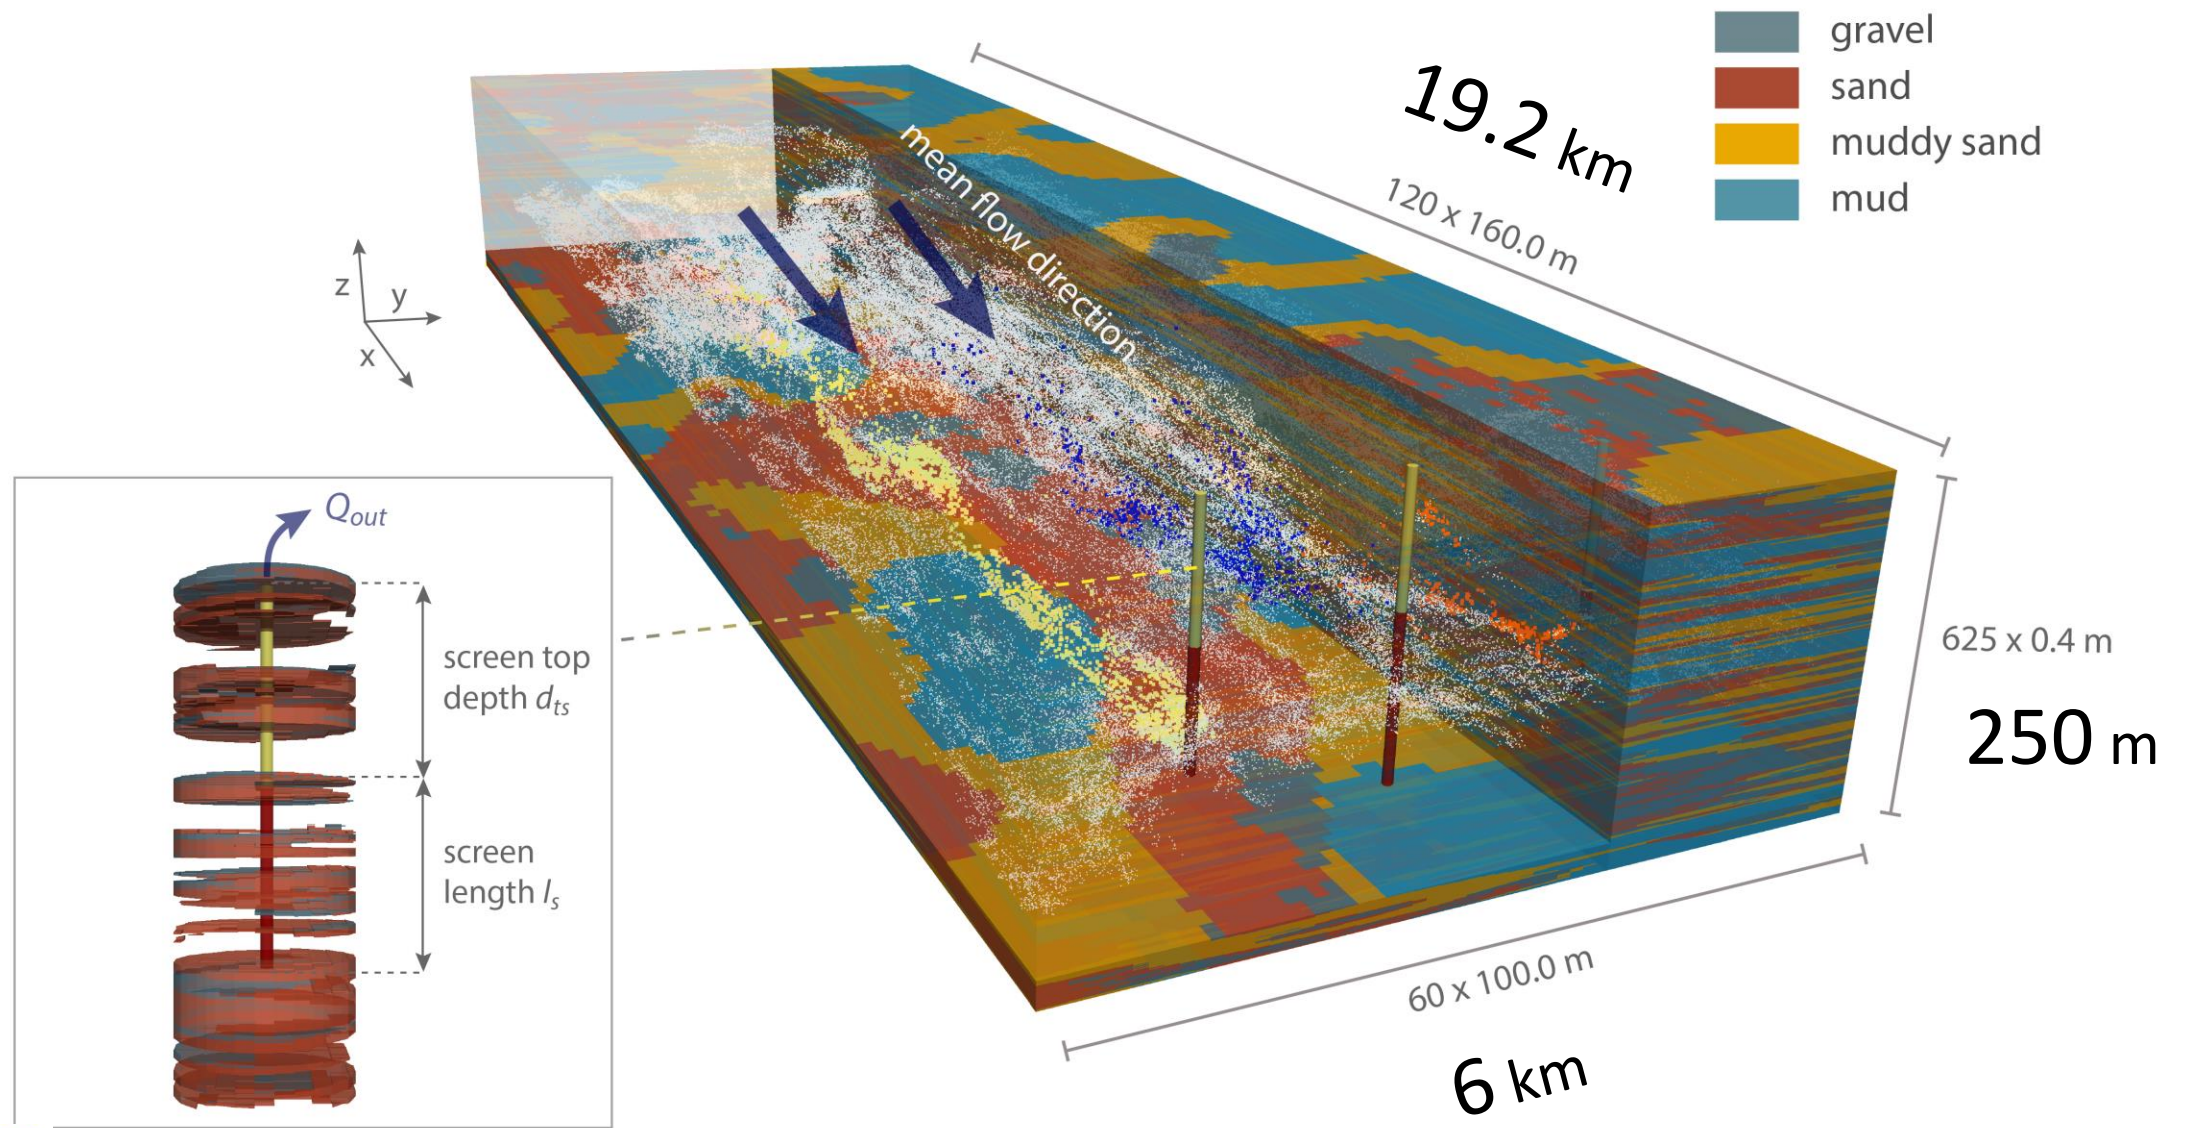 gravel
sand
muddy sand
mud
19.2 km
120 x 160.0 m
mean flow direction
z
y
x
625 x 0.4 m
250 m
60 x 100.0 m
6 km
Qout
screen top
depth dts
screen
length ls